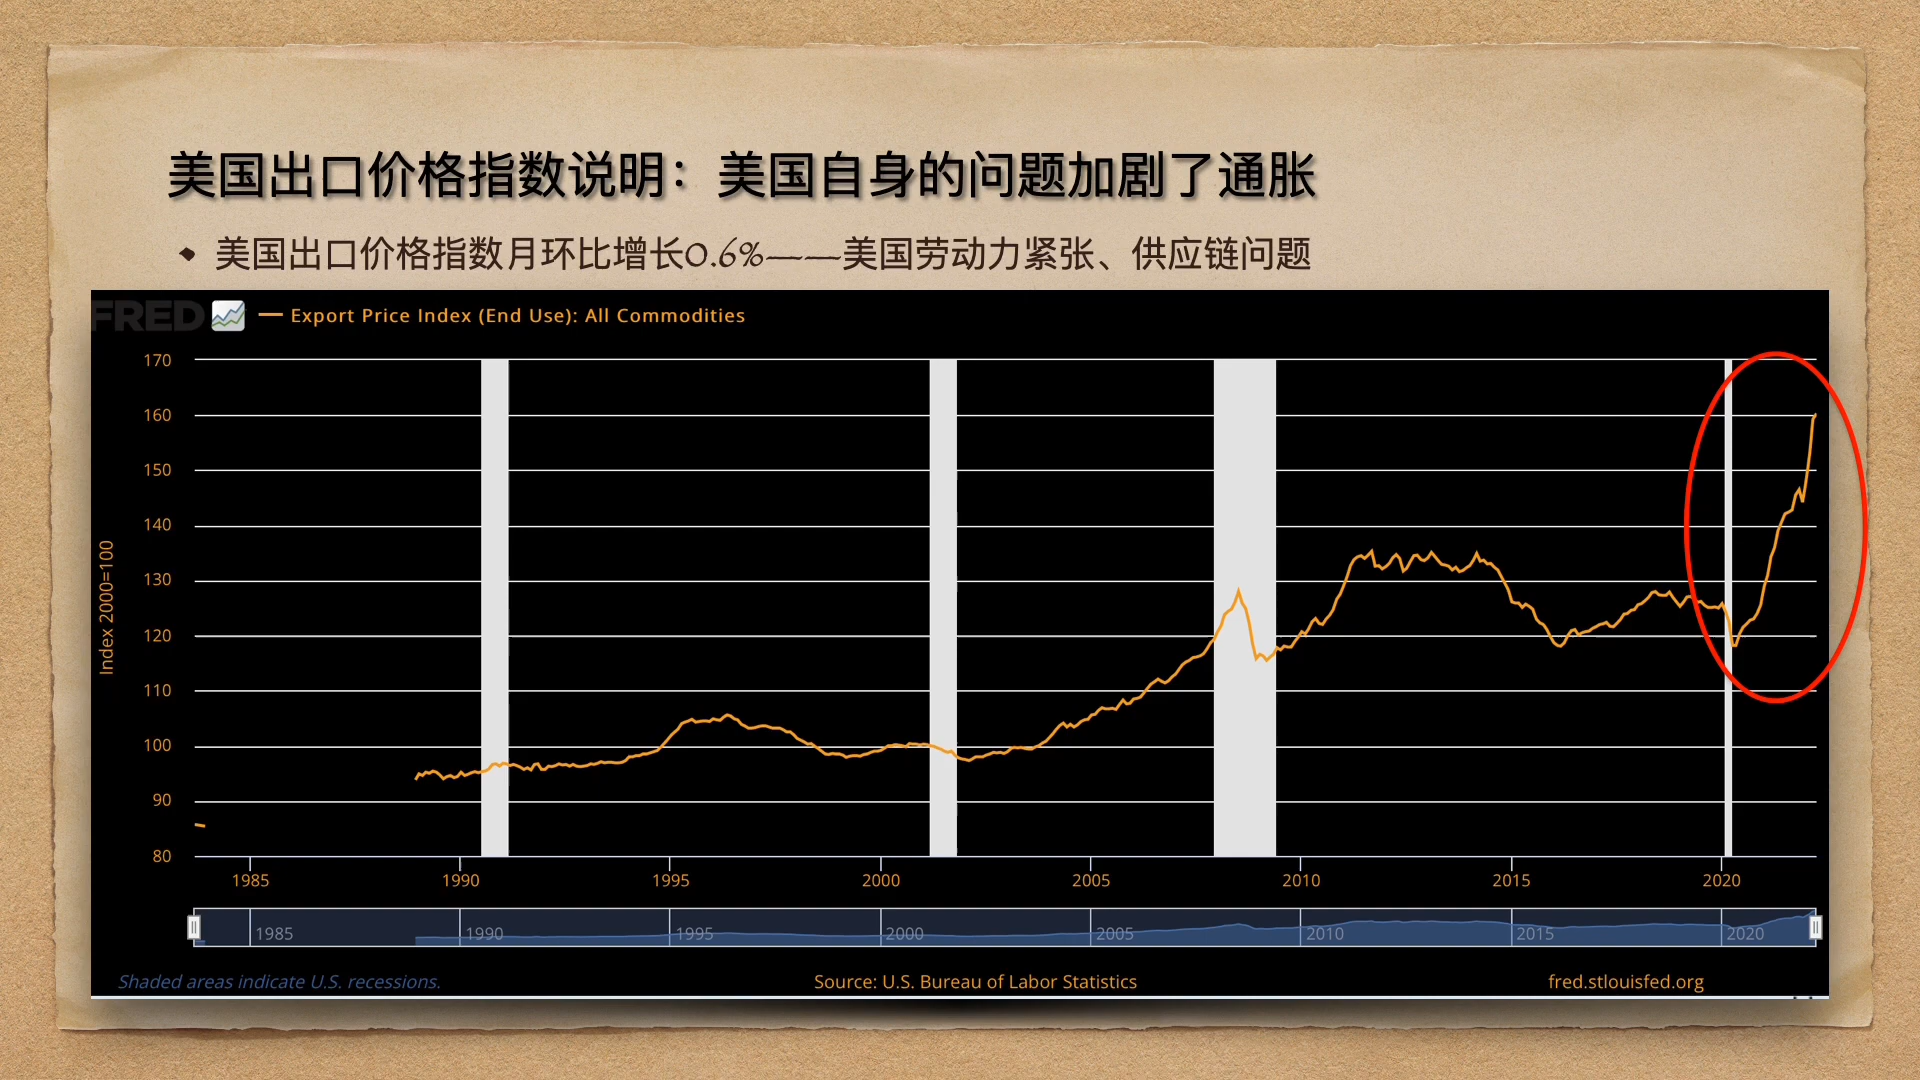 美国出口价格指数说明：美国自身的问题加剧了通胀
美国出口价格指数月环比增长0.6%——美国劳动力紧张、供应链问题
FRED
Export Price Index (End Use): All Commodities
170
160
150
140
130
120
110
100
90
80
Index 2000=100
1985 1990 1995 2000 2005 2010 2015 2020
1985 1990 1995 2000 2005 2010 2015 2020
Shaded areas indicate U.S. recessions. Source: U.S. Bureau of Labor Statistics fred.stlouisfed.org